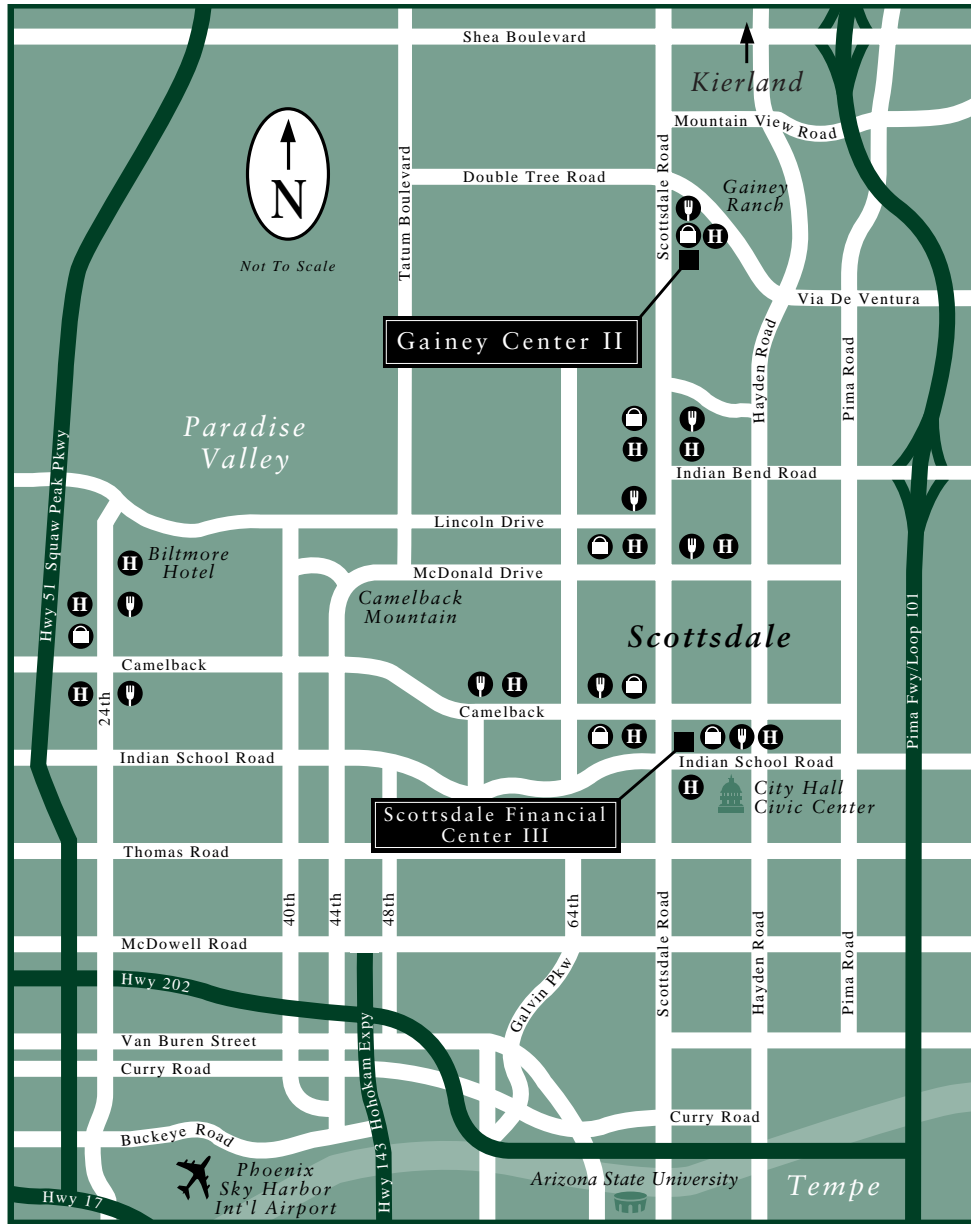 Shea Boulevard
Kierland
Mountain View Road
N
Not To Scale
Tatum Boulevard
Double Tree Road
Scottsdale Road
Gainey
Ranch
H
Via De Ventura
Gainey Center II
Hayden Road
Pima Road
Paradise
Valley
H
H
Indian Bend Road
Hwy 51 Squaw Peak Pkwy
Lincoln Drive
H
H
H
Biltmore
Hotel
McDonald Drive
Camelback
Mountain
H
Scottsdale
Pima Fwy/Loop 101
Camelback
H
24th
H
Camelback
H
H
Indian School Road
Indian School Road
H
City Hall
Civic Center
Scottsdale Financial
Center III
Thomas Road
40th
44th
48th
64th
Scottsdale Road
Hayden Road
Pima Road
McDowell Road
Hwy 202
Galvin Pkw
Van Buren Street
Curry Road
Hwy 143 Hohokam Expy
Curry Road
Buckeye Road
Phoenix
Sky Harbor
Int'l Airport
Arizona State University
Tempe
Hwy 17